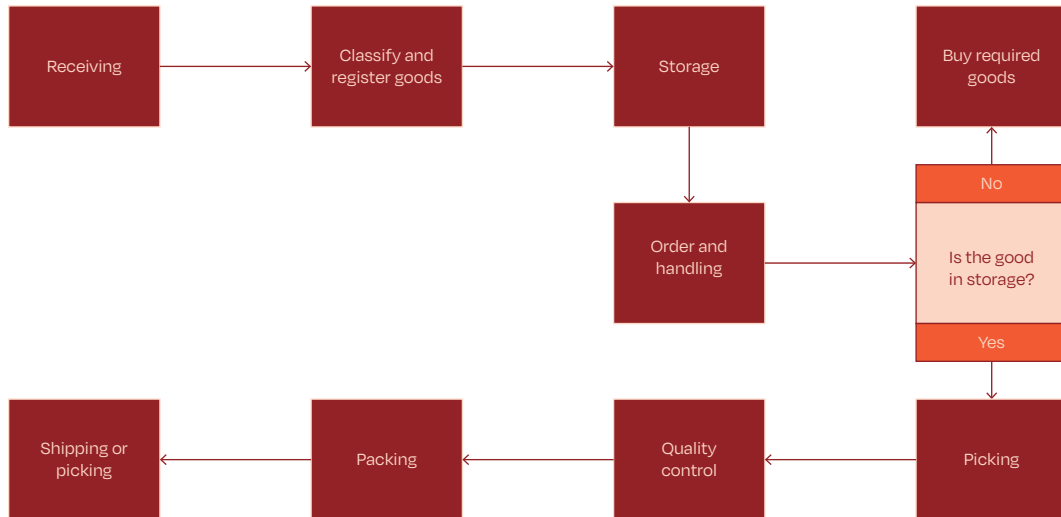 Receiving
Classify and
register goods
Storage
Buy required
goods
No
Order and
handling
Is the good
in storage?
Yes
Shipping or
picking
Packing
Quality
control
Picking